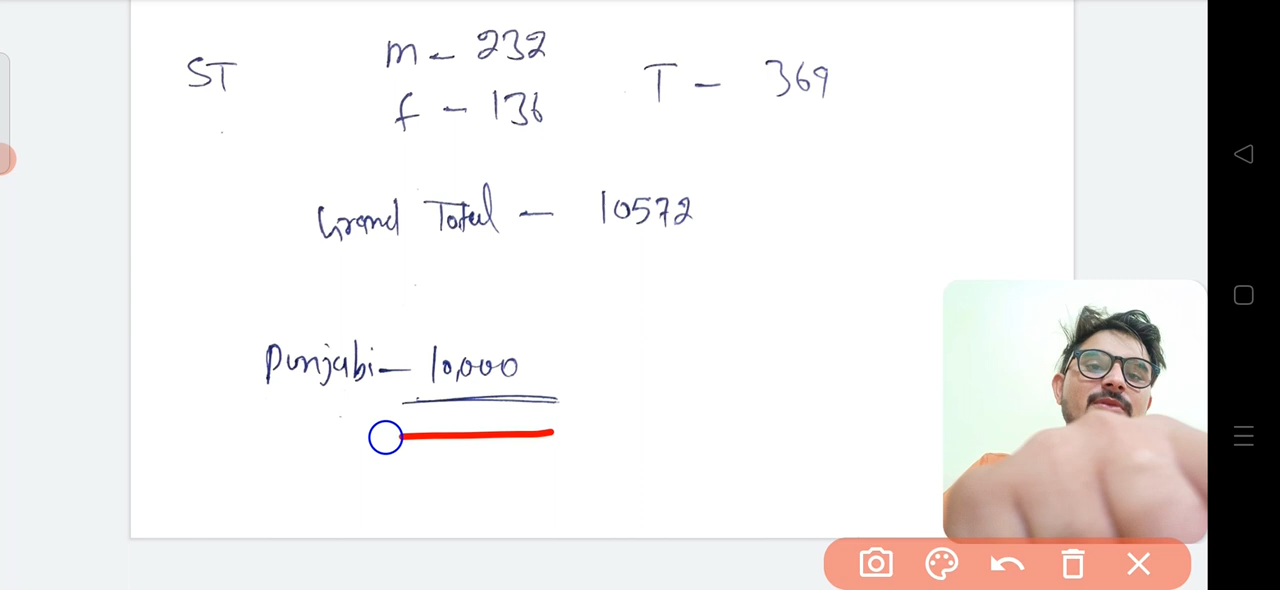 ST
m - 232
f - 136
T - 369
Grand Total - 10572
Punjabi - 10,000